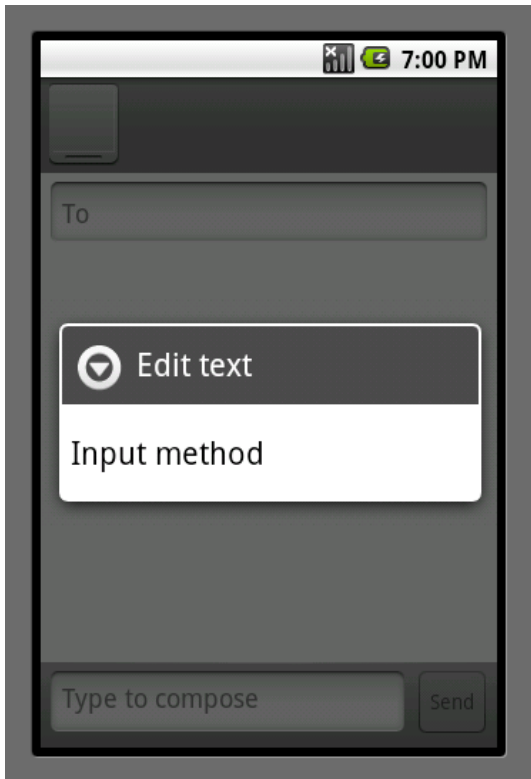 7:00 PM
To
Edit text
Input method
Type to compose
Send